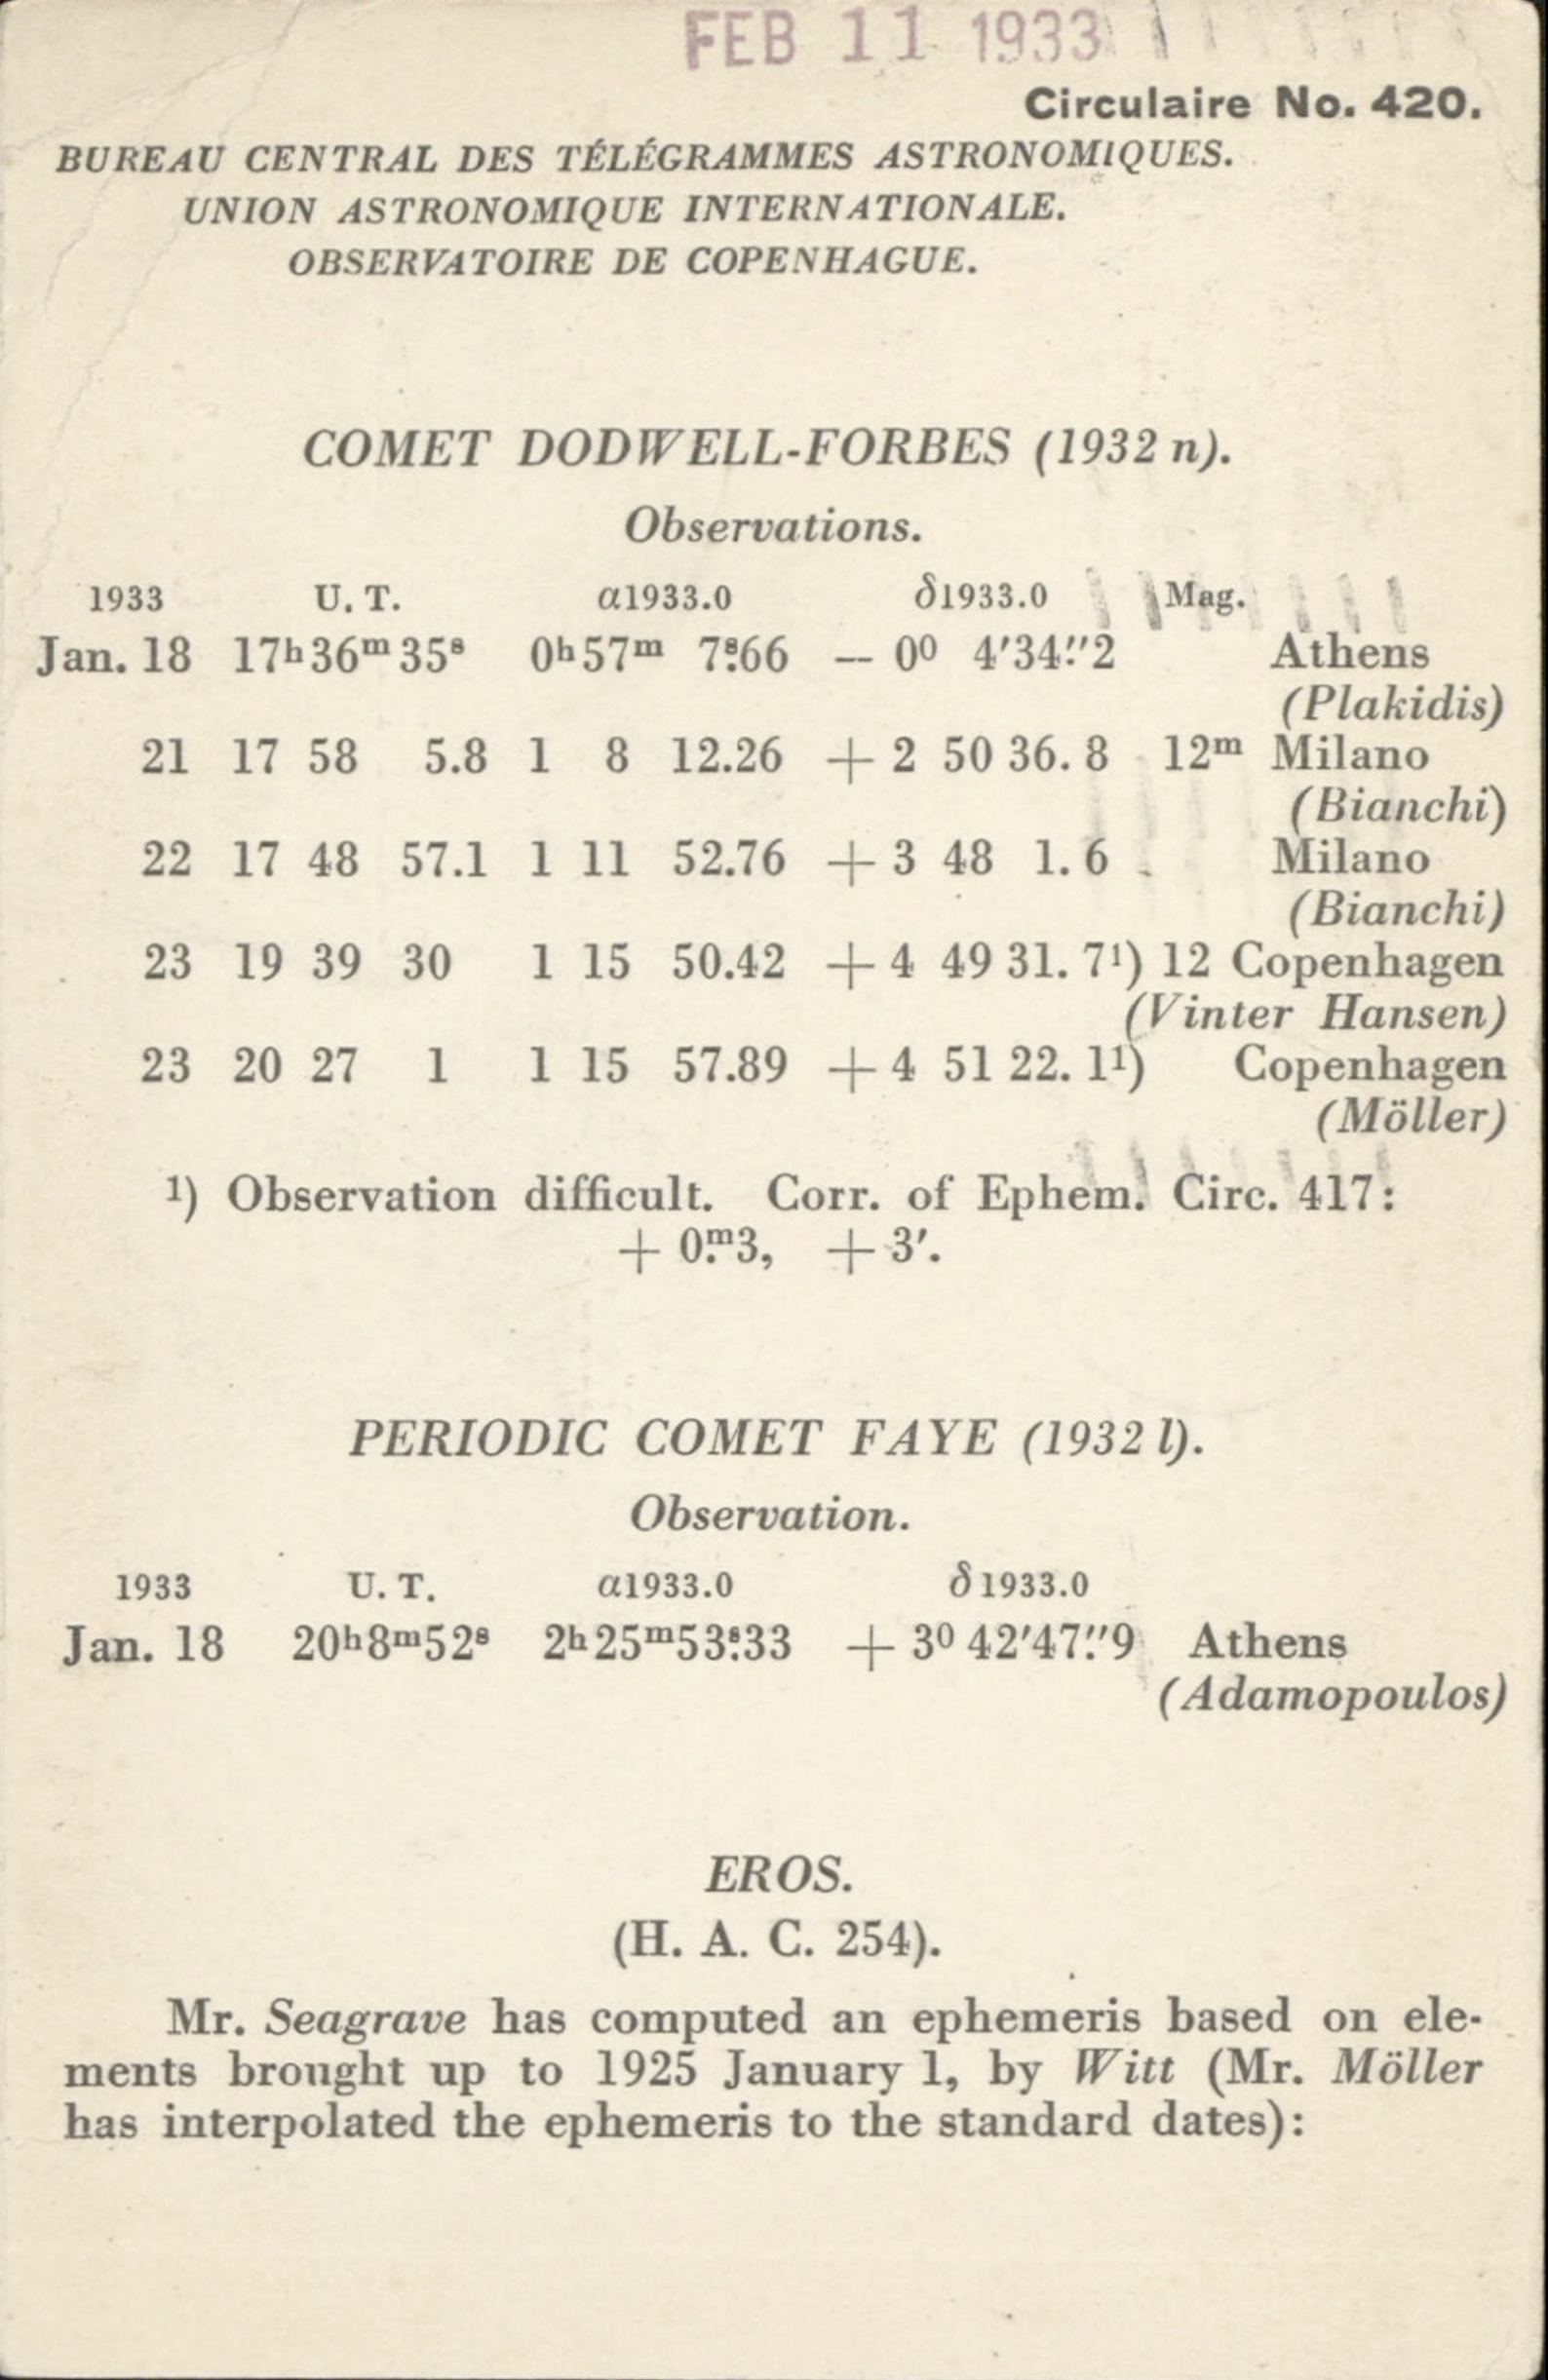 FEB 11 1933
Circulaire No. 420.
BUREAU CENTRAL DES TÉLÉGRAMMES ASTRONOMIQUES.
UNION ASTRONOMIQUE INTERNATIONALE.
OBSERVATOIRE DE COPENHAGUE.
COMET DODWELL-FORBES (1932 n).
Observations.
1933 U. T. α1933.0 δ1933.0 Mag.
Jan. 18 17ʰ36ᵐ35ˢ 0ʰ57ᵐ 7ˢ.66 — 0⁰ 4′34″.2 Athens
(Plakidis)
21 17 58 5.8 1 8 12.26 + 2 50 36.8 12ᵐ Milano
(Bianchi)
22 17 48 57.1 1 11 52.76 + 3 48 1.6 Milano
(Bianchi)
23 19 39 30 1 15 50.42 + 4 49 31.7¹) 12 Copenhagen
(Vinter Hansen)
23 20 27 1 1 15 57.89 + 4 51 22.1¹) Copenhagen
(Möller)
¹) Observation difficult. Corr. of Ephem. Circ. 417:
+ 0ᵐ.3, + 3′.
PERIODIC COMET FAYE (1932 l).
Observation.
1933 U. T. α1933.0 δ1933.0
Jan. 18 20ʰ8ᵐ52ˢ 2ʰ25ᵐ53ˢ.33 + 3⁰ 42′47″.9 Athens
(Adamopoulos)
EROS.
(H. A. C. 254).
Mr. Seagrave has computed an ephemeris based on ele-
ments brought up to 1925 January 1, by Witt (Mr. Möller
has interpolated the ephemeris to the standard dates):